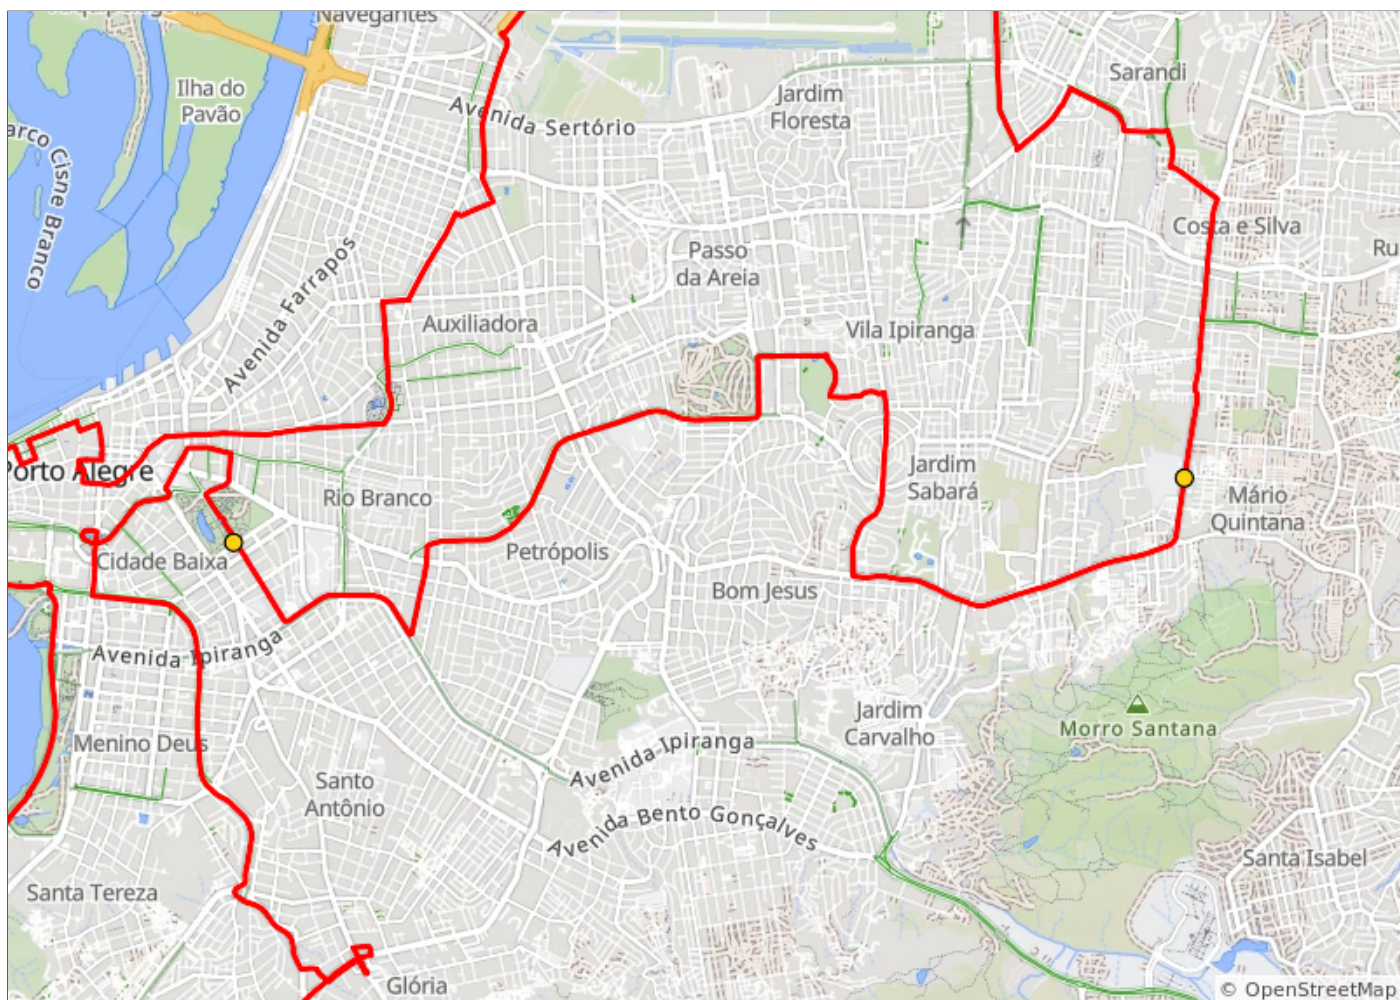 Navegantes
Sarandi
Ilha do
Pavão
Jardim
Floresta
Avenida Sertório
arco Cisne Branco
Costa e Silva
Ru
Passo
da Areia
Avenida Farrapos
Auxiliadora
Vila Ipiranga
Porto Alegre
Rio Branco
Jardim
Sabará
Mário
Quintana
Cidade Baixa
Petrópolis
Bom Jesus
Avenida Ipiranga
Jardim
Carvalho
Morro Santana
Menino Deus
Avenida Ipiranga
Santo
Antônio
Avenida Bento Gonçalves
Santa Isabel
Santa Tereza
Glória
© OpenStreetMap